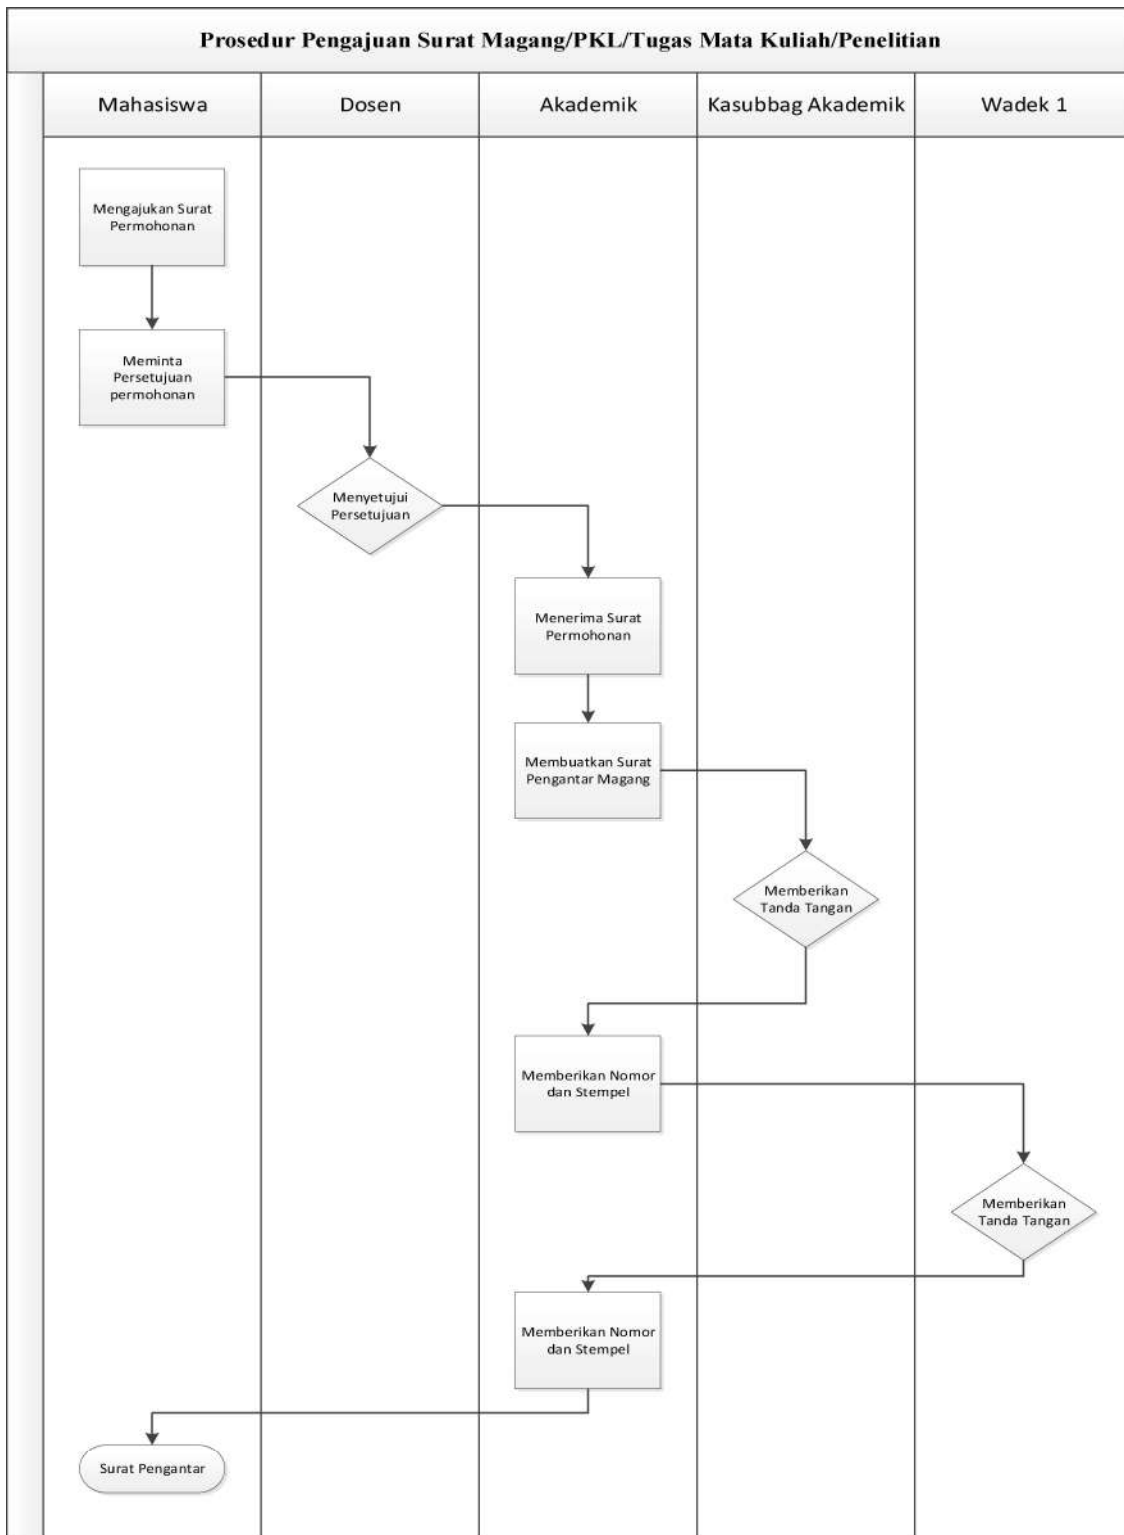 Prosedur Pengajuan Surat Magang/PKL/Tugas Mata Kuliah/Penelitian
Mahasiswa
Dosen
Akademik
Kasubbag Akademik
Wadek 1
Mengajukan Surat
Permohonan
Meminta
Persetujuan
permohonan
Menyetujui
Persetujuan
Menerima Surat
Permohonan
Membuatkan Surat
Pengantar Magang
Memberikan
Tanda Tangan
Memberikan Nomor
dan Stempel
Memberikan
Tanda Tangan
Memberikan Nomor
dan Stempel
Surat Pengantar